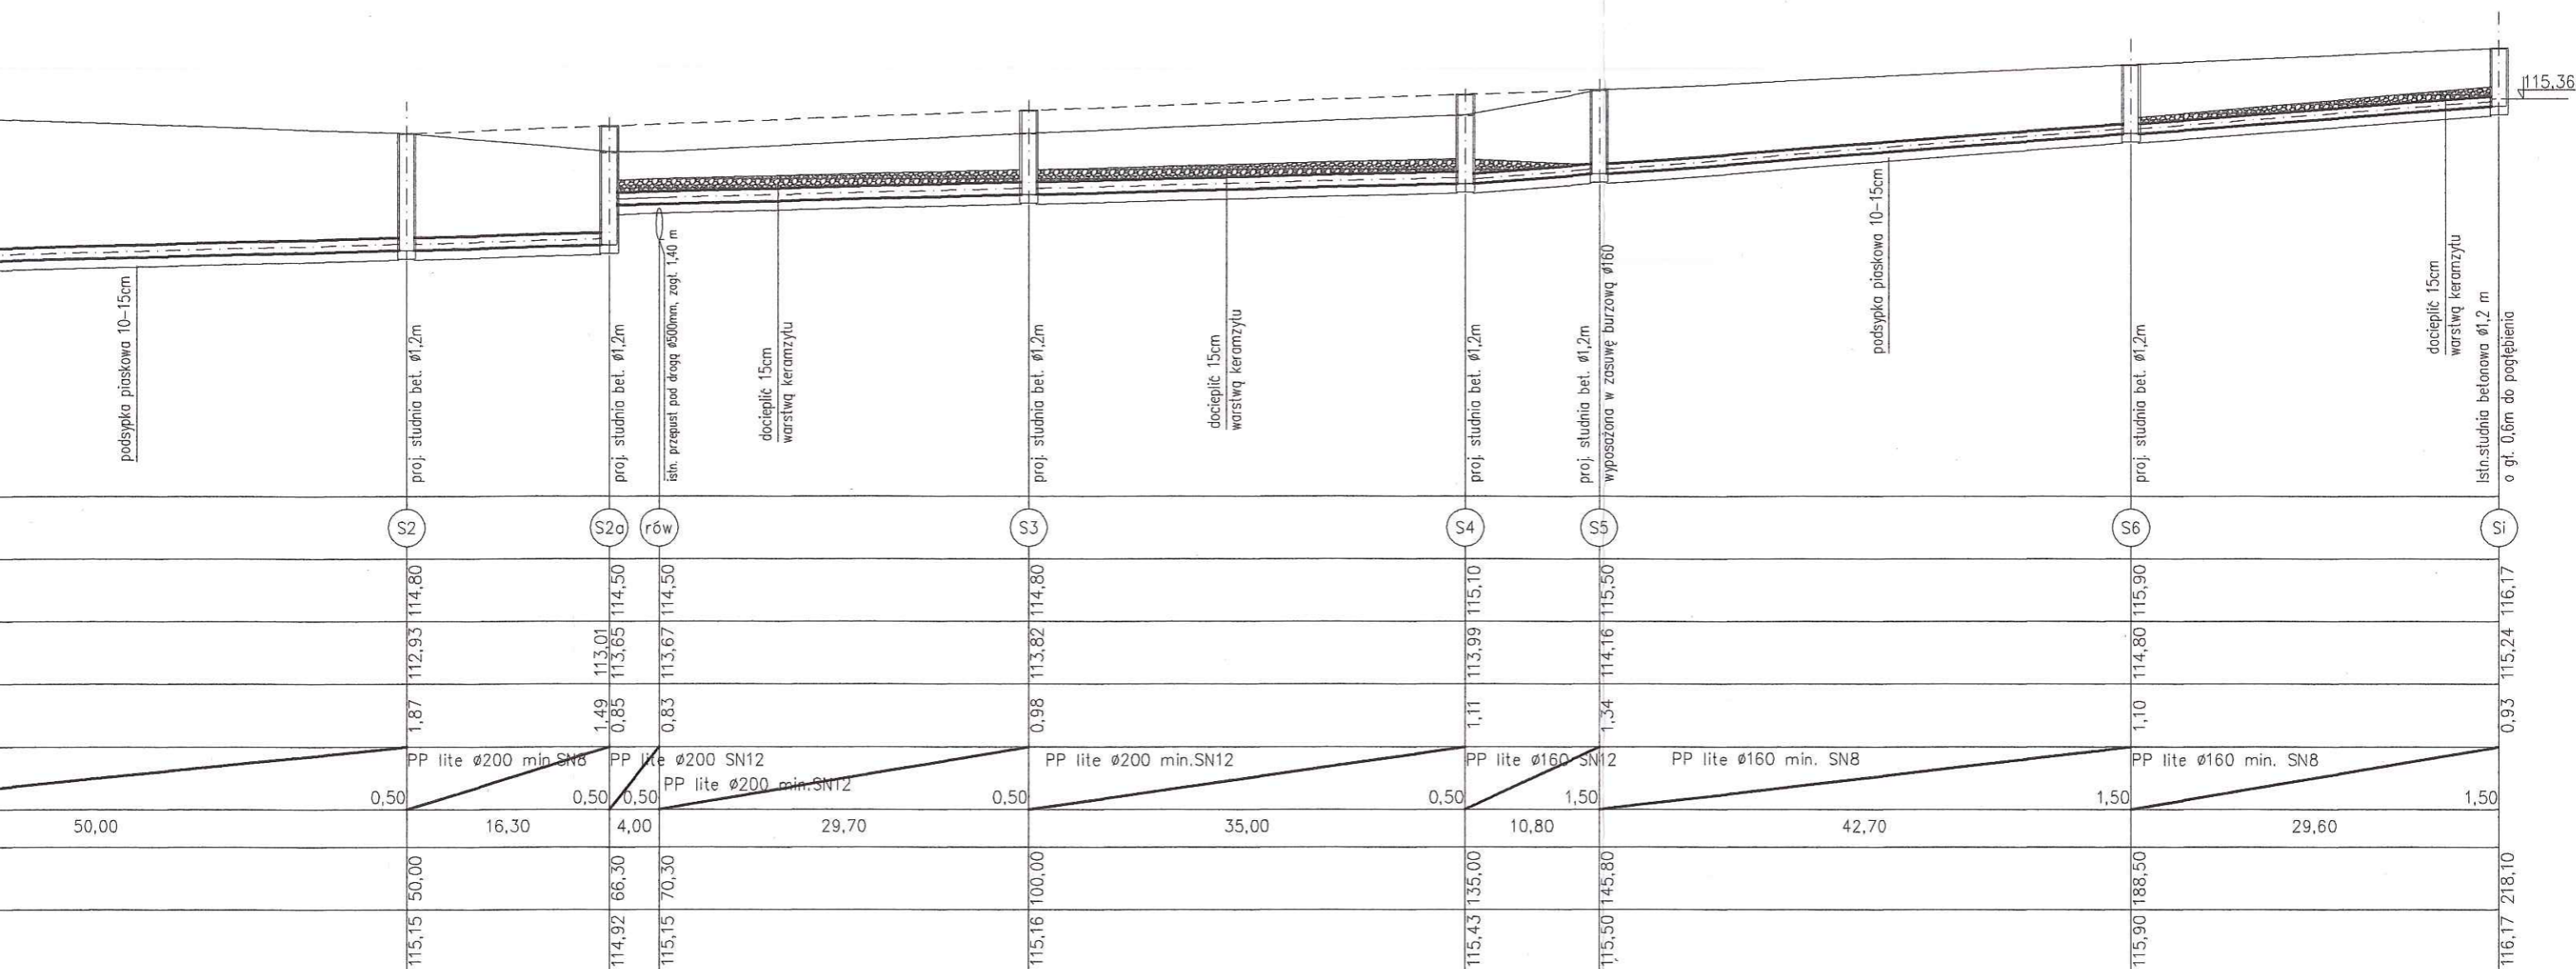 115,36
podsypka piaskowa 10-15cm
proj. studnia bet. ø1,2m
proj. studnia bet. ø1,2m
istn. przepust pod drogą ø500mm, zagł. 1,40 m
docieplić 15cm
warstwą keramzytu
proj. studnia bet. ø1,2m
docieplić 15cm
warstwą keramzytu
proj. studnia bet. ø1,2m
proj. studnia bet. ø1,2m
wyposażona w zasuwę burzową ø160
podsypka piaskowa 10-15cm
proj. studnia bet. ø1,2m
docieplić 15cm
warstwą keramzytu
Istn.studnia betonowa ø1,2 m
o gł. 0,6m do pogłębienia
S2 S2a rów S3 S4 S5 S6 Si
114,80 114,50 114,50 114,80 115,10 115,50 115,90 116,17
112,93 113,01 113,65 113,67 113,82 113,99 114,16 114,80 115,24
1,87 1,49 0,85 0,83 0,98 1,11 1,34 1,10 0,93
PP lite ø200 min.SN8 PP lite ø200 SN12 PP lite ø200 min.SN12 PP lite ø160 SN12 PP lite ø160 min. SN8 PP lite ø160 min. SN8
PP lite ø200 min.SN12
0,50 0,50 0,50 0,50 0,50 1,50 1,50 1,50
50,00 16,30 4,00 29,70 35,00 10,80 42,70 29,60
50,00 66,30 70,30 100,00 135,00 145,80 188,50 218,10
115,15 114,92 115,15 115,16 115,43 115,50 115,90 116,17